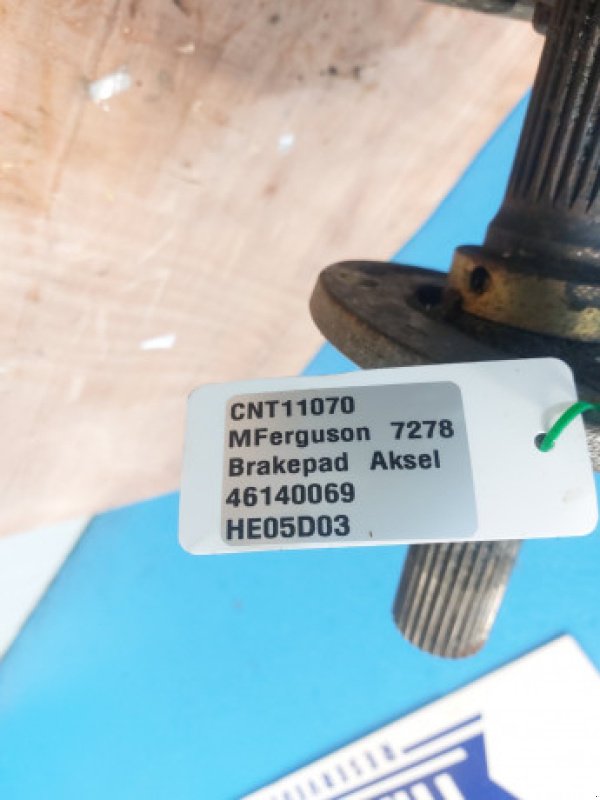 CNT11070
MFerguson 7278
Brakepad Aksel
46140069
HE05D03